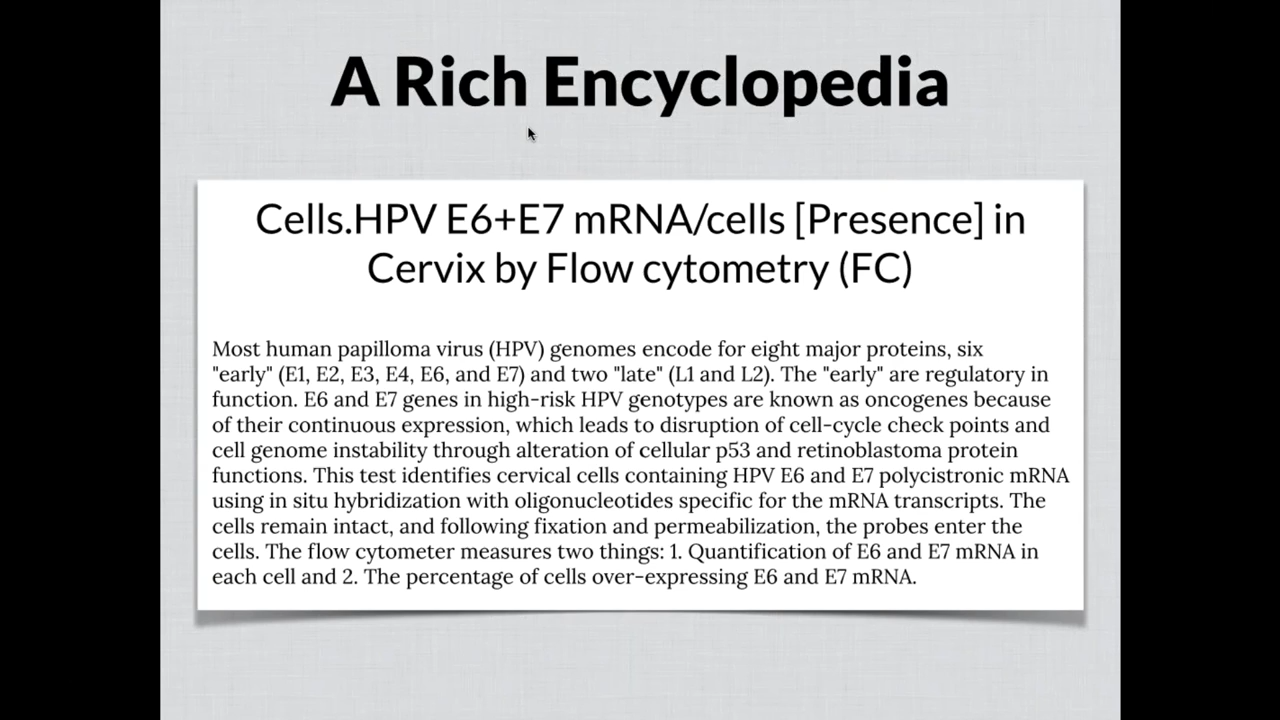 A Rich Encyclopedia
Cells.HPV E6+E7 mRNA/cells [Presence] in
Cervix by Flow cytometry (FC)
Most human papilloma virus (HPV) genomes encode for eight major proteins, six
"early" (E1, E2, E3, E4, E6, and E7) and two "late" (L1 and L2). The "early" are regulatory in
function. E6 and E7 genes in high-risk HPV genotypes are known as oncogenes because
of their continuous expression, which leads to disruption of cell-cycle check points and
cell genome instability through alteration of cellular p53 and retinoblastoma protein
functions. This test identifies cervical cells containing HPV E6 and E7 polycistronic mRNA
using in situ hybridization with oligonucleotides specific for the mRNA transcripts. The
cells remain intact, and following fixation and permeabilization, the probes enter the
cells. The flow cytometer measures two things: 1. Quantification of E6 and E7 mRNA in
each cell and 2. The percentage of cells over-expressing E6 and E7 mRNA.